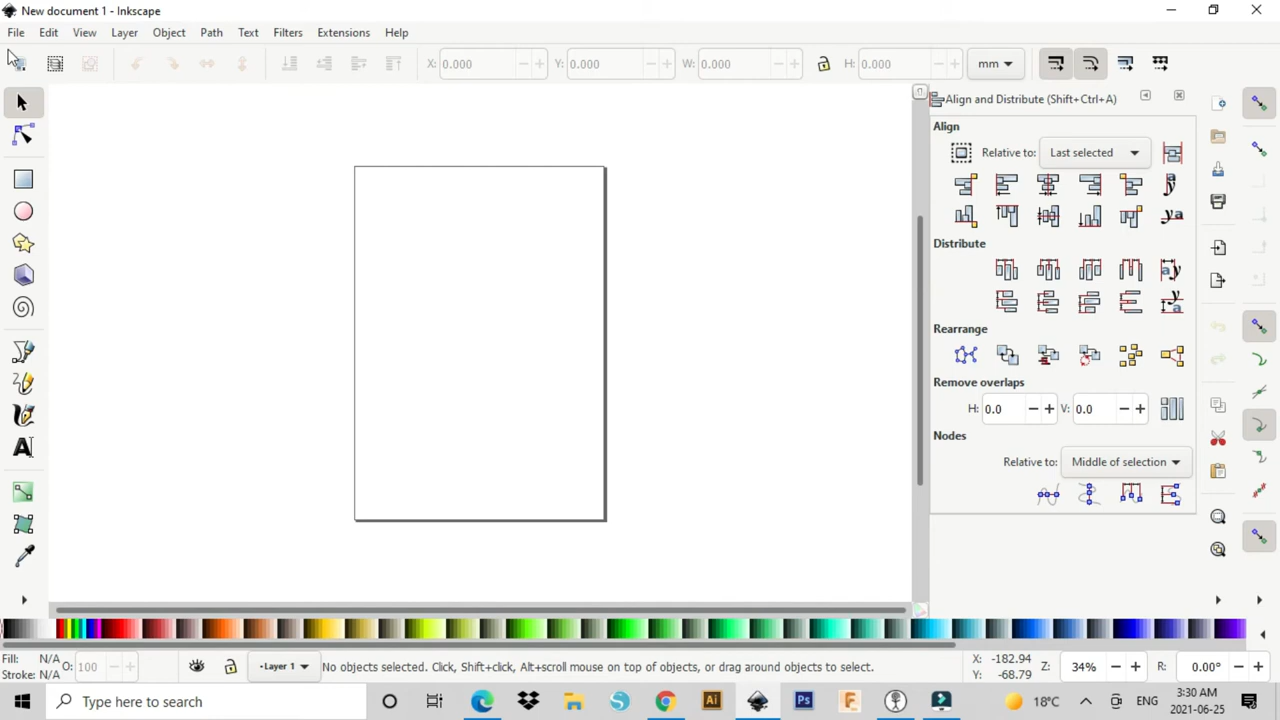 New document 1 - Inkscape
File Edit View Layer Object Path Text Filters Extensions Help
X: 0.000 Y: 0.000 W: 0.000 H: 0.000 mm
Align and Distribute (Shift+Ctrl+A)
Align
Relative to: Last selected
Distribute
Rearrange
Remove overlaps
H: 0.0 V: 0.0
Nodes
Relative to: Middle of selection
Fill: N/A O: 100
Stroke: N/A
Layer 1
No objects selected. Click, Shift+click, Alt+scroll mouse on top of objects, or drag around objects to select.
X: -182.94
Y: -68.79
Z: 34% R: 0.00°
Type here to search
Ai Ps 18°C ENG 3:30 AM
2021-06-25